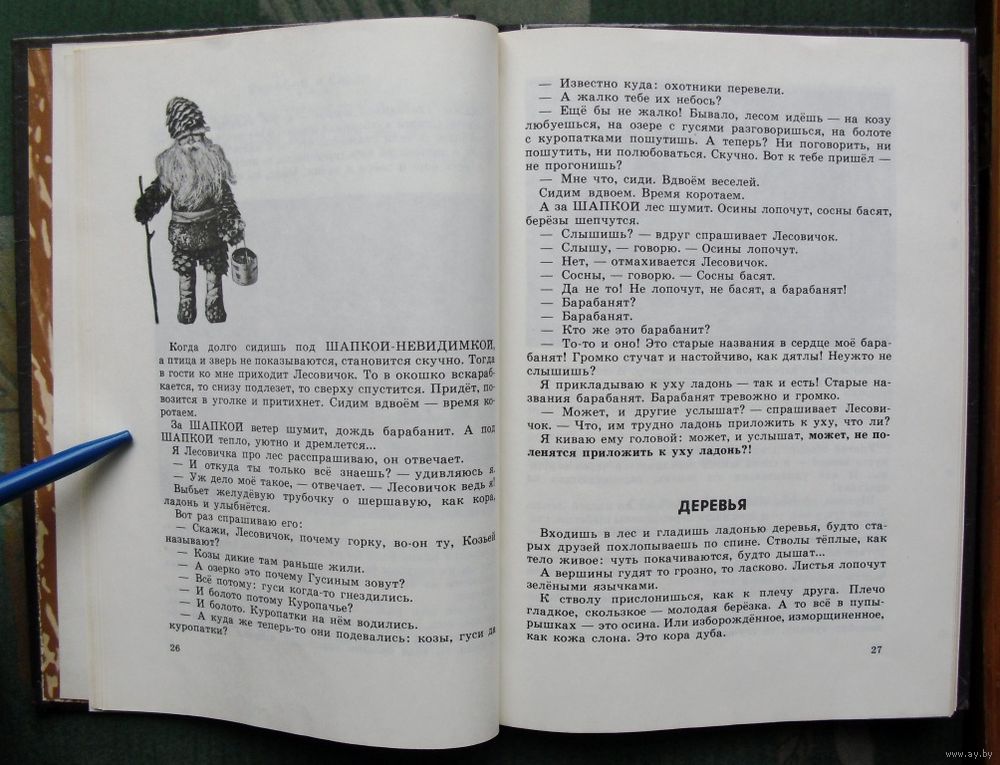 Когда долго сидишь под ШАПКОЙ-НЕВИДИМКОЙ,
а птица и зверь не показываются, становится скучно. Тогда
в гости ко мне приходит Лесовичок. То в окошко вскараб-
кается, то снизу подлезет, то сверху спустится. Придёт, по-
возится в уголке и притихнет. Сидим вдвоём — время ко-
ротаем.
За ШАПКОЙ ветер шумит, дождь барабанит. А под
ШАПКОЙ тепло, уютно и дремлется...
Я Лесовичка про лес расспрашиваю, он отвечает.
— И откуда ты только всё знаешь? — удивляюсь я.
— Уж дело моё такое, — отвечает. — Лесовичок ведь я!
Выбьет желудёвую трубочку о шершавую, как кора,
ладонь и улыбнётся.
Вот раз спрашиваю его:
— Скажи, Лесовичок, почему горку, во-он ту, Козьей
называют?
— Козы дикие там раньше жили.
— А озерко это почему Гусиным зовут?
— Всё потому: гуси когда-то гнездились.
— И болото потому Куропачье?
— И болото. Куропатки на нём водились.
— А куда же теперь-то они подевались: козы, гуси да
куропатки?
26
— Известно куда: охотники перевели.
— А жалко тебе их небось?
— Ещё бы не жалко! Бывало, лесом идёшь — на козу
любуешься, на озере с гусями разговоришься, на болоте
с куропатками пошутишь. А теперь? Ни поговорить, ни
пошутить, ни полюбоваться. Скучно. Вот к тебе пришёл —
не прогонишь?
— Мне что, сиди. Вдвоём веселей.
Сидим вдвоем. Время коротаем.
А за ШАПКОЙ лес шумит. Осины лопочут, сосны басят,
берёзы шепчутся.
— Слышишь? — вдруг спрашивает Лесовичок.
— Слышу, — говорю. — Осины лопочут.
— Нет, — отмахивается Лесовичок.
— Сосны, — говорю. — Сосны басят.
— Да не то! Не лопочут, не басят, а барабанят!
— Барабанят?
— Барабанят.
— Кто же это барабанит?
— То-то и оно! Это старые названия в сердце моё бара-
банят! Громко стучат и настойчиво, как дятлы! Неужто не
слышишь?
Я прикладываю к уху ладонь — так и есть! Старые на-
звания барабанят. Барабанят тревожно и громко.
— Может, и другие услышат? — спрашивает Лесови-
чок. — Что, им трудно ладонь приложить к уху, что ли?
Я киваю ему головой: может, и услышат, может, не по-
ленятся приложить к уху ладонь?!
ДЕРЕВЬЯ
Входишь в лес и гладишь ладонью деревья, будто ста-
рых друзей похлопываешь по спине. Стволы тёплые, как
тело живое: чуть покачиваются, будто дышат...
А вершины гудят то грозно, то ласково. Листья лопочут
зелёными язычками.
К стволу прислонишься, как к плечу друга. Плечо
гладкое, скользкое — молодая берёзка. А то всё в пупы-
рышках — это осина. Или изборождённое, изморщиненное,
как кожа слона. Это кора дуба.
27
www.ay.by